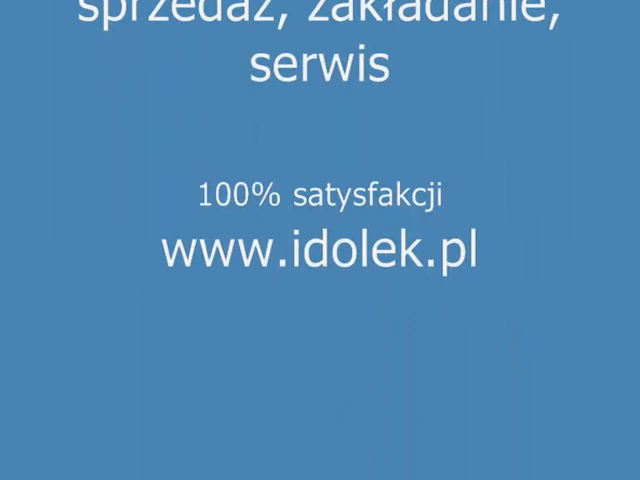 sprzedaż, zakładanie,
serwis
100% satysfakcji
www.idolek.pl